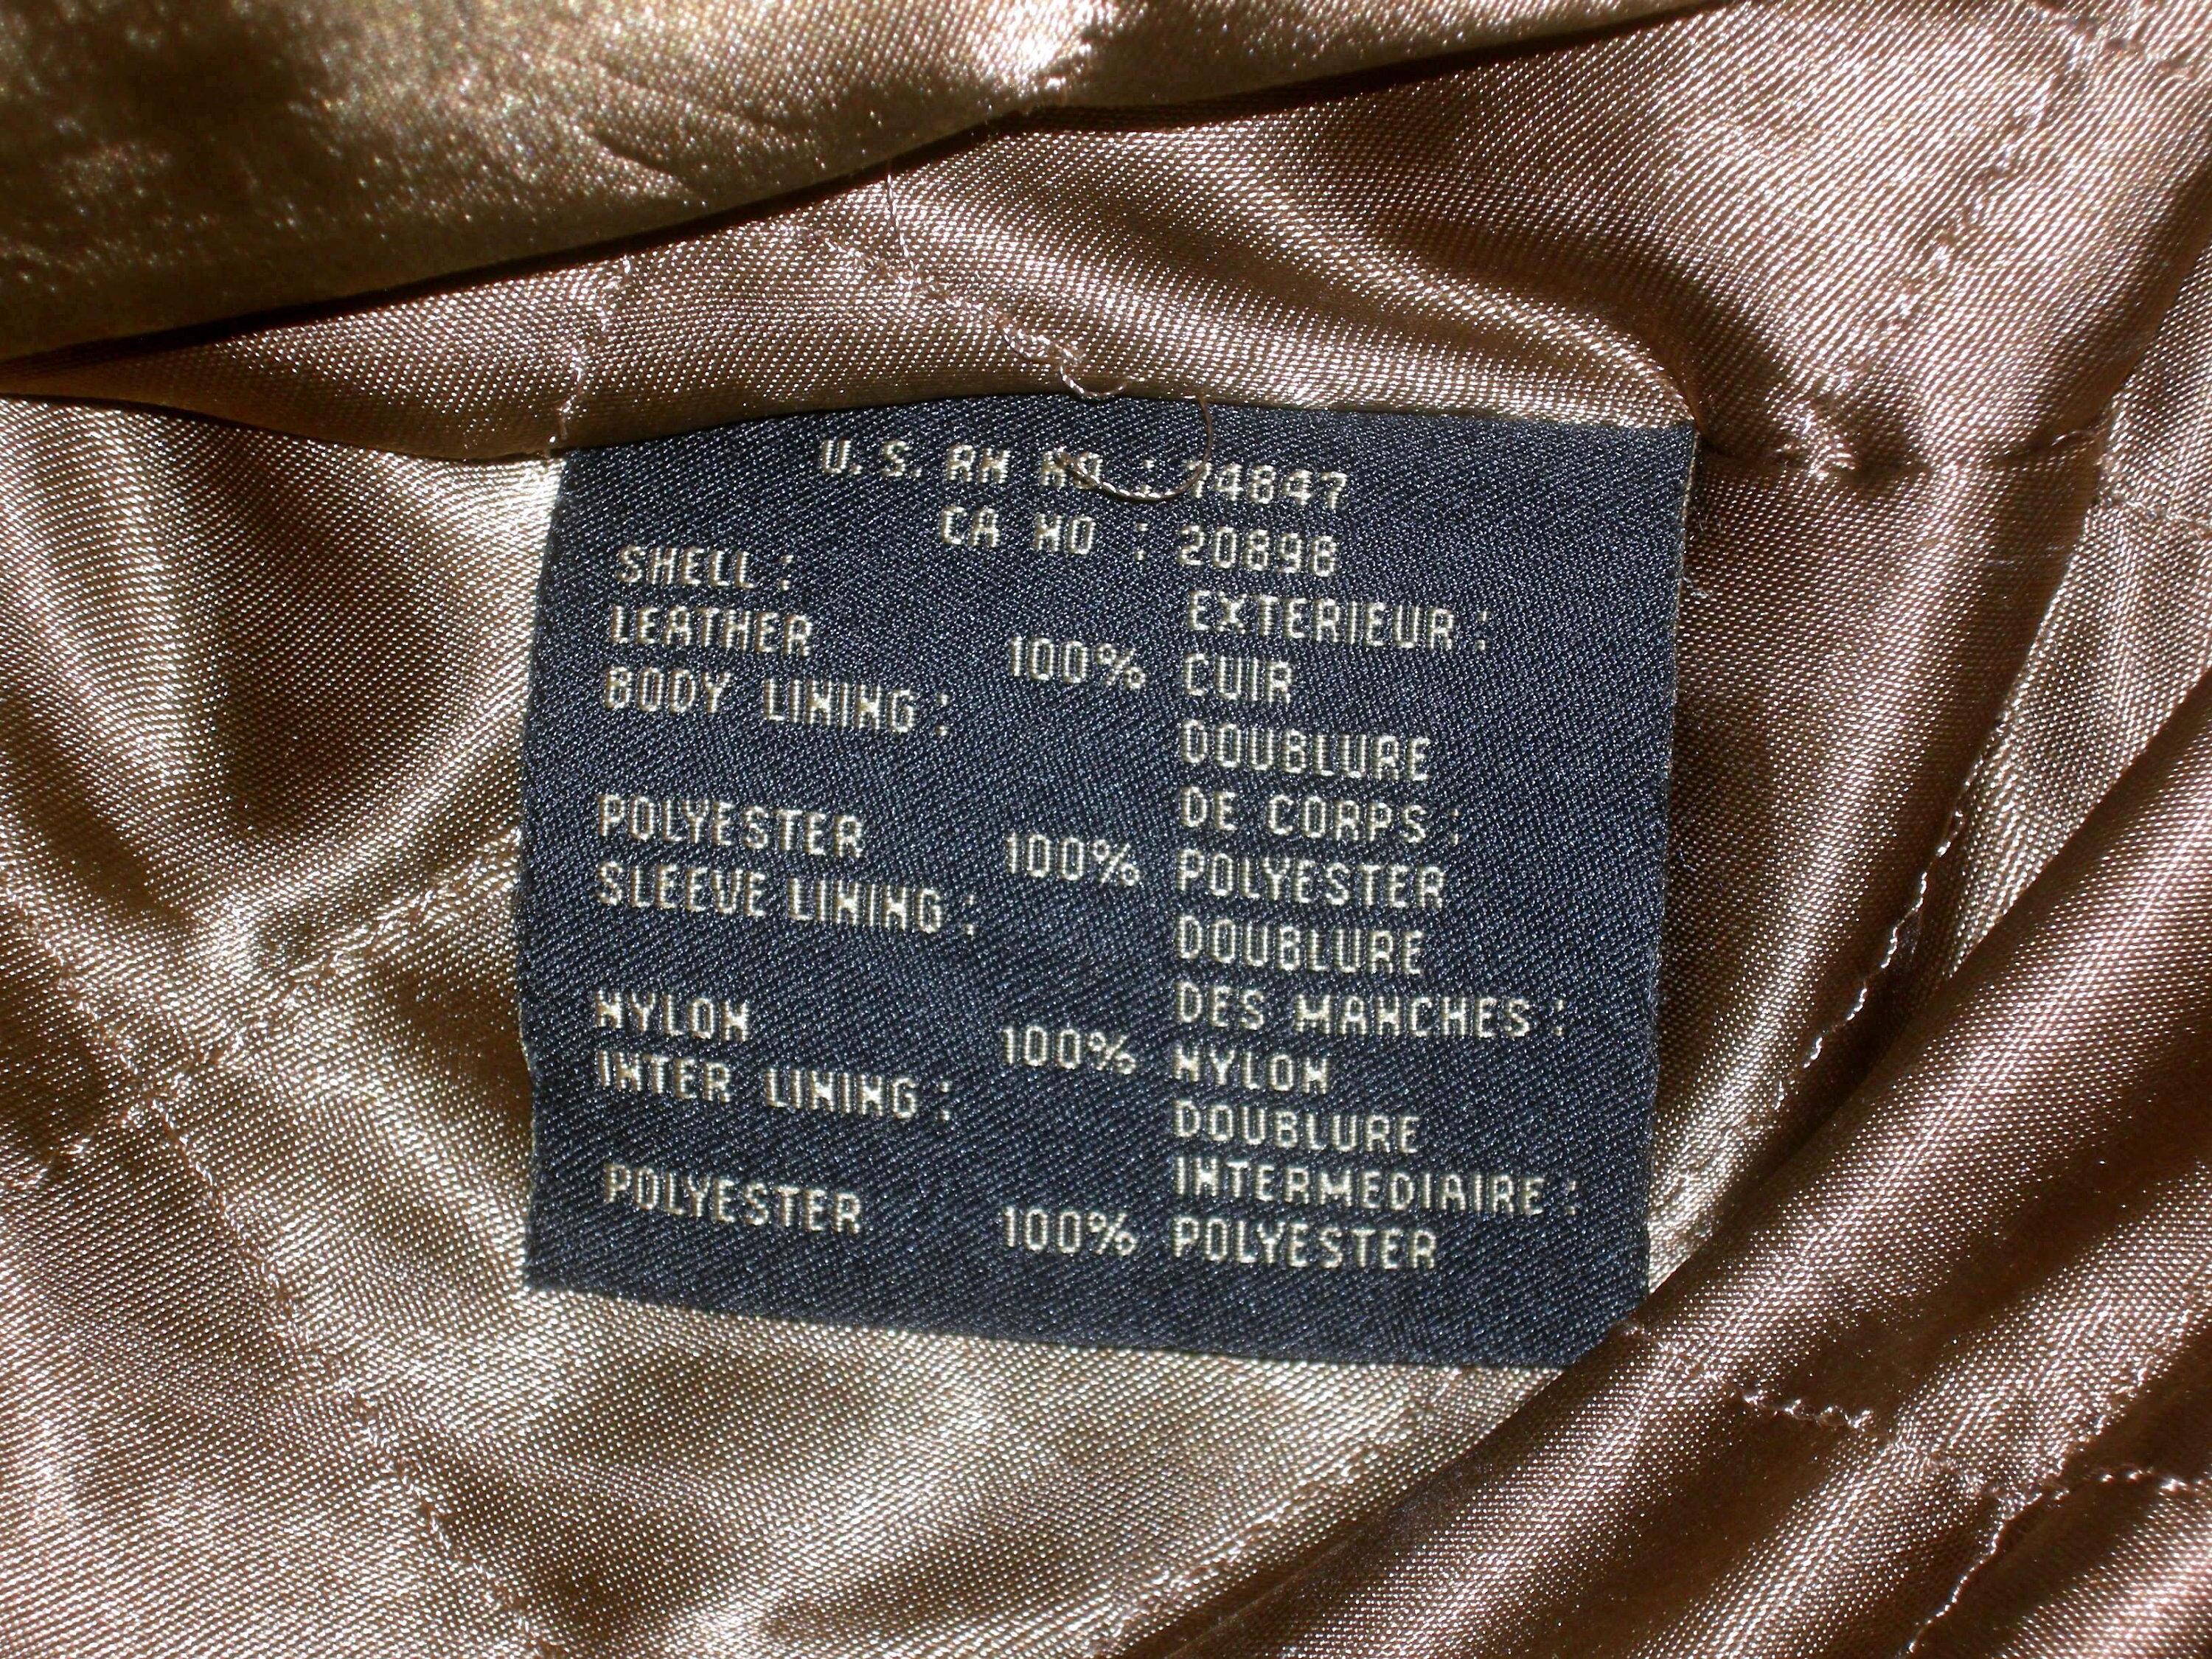 U.S. RN NO : 74847
CA NO : 20898
SHELL :
EXTERIEUR :
LEATHER 100% CUIR
BODY LINING :
DOUBLURE
DE CORPS :
POLYESTER 100% POLYESTER
SLEEVE LINING :
DOUBLURE
DES MANCHES :
NYLON 100% NYLON
INTER LINING :
DOUBLURE
INTERMEDIAIRE :
POLYESTER 100% POLYESTER